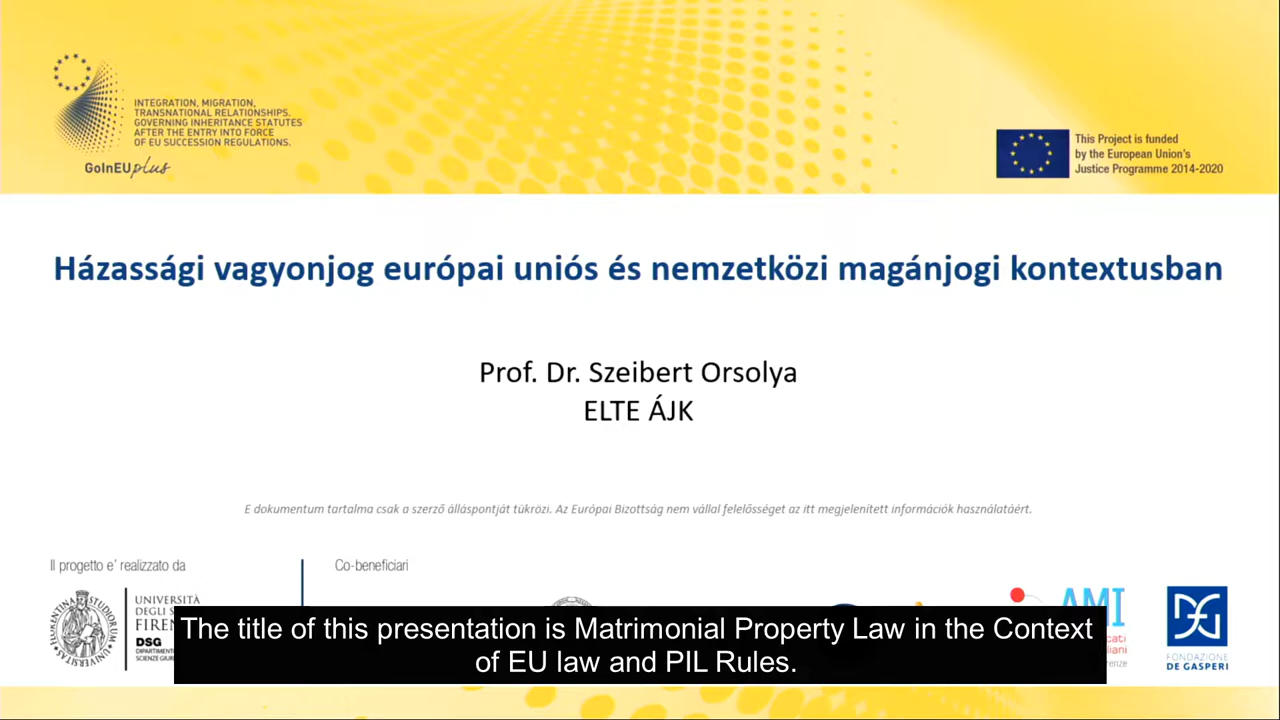 INTEGRATION, MIGRATION,
TRANSNATIONAL RELATIONSHIPS.
GOVERNING INHERITANCE STATUTES
AFTER THE ENTRY INTO FORCE
OF EU SUCCESSION REGULATIONS.
GoInEUplus
This Project is funded
by the European Union's
Justice Programme 2014-2020
Házassági vagyonjog európai uniós és nemzetközi magánjogi kontextusban
Prof. Dr. Szeibert Orsolya
ELTE ÁJK
E dokumentum tartalma csak a szerző álláspontját tükrözi. Az Európai Bizottság nem vállal felelősséget az itt megjelenített információk használatáért.
Il progetto e' realizzato da
Co-beneficiari
UNIVERSITÀ
DEGLI S
FIREN
DSG
AMI
FONDAZIONE
DE GASPERI
The title of this presentation is Matrimonial Property Law in the Context
of EU law and PIL Rules.